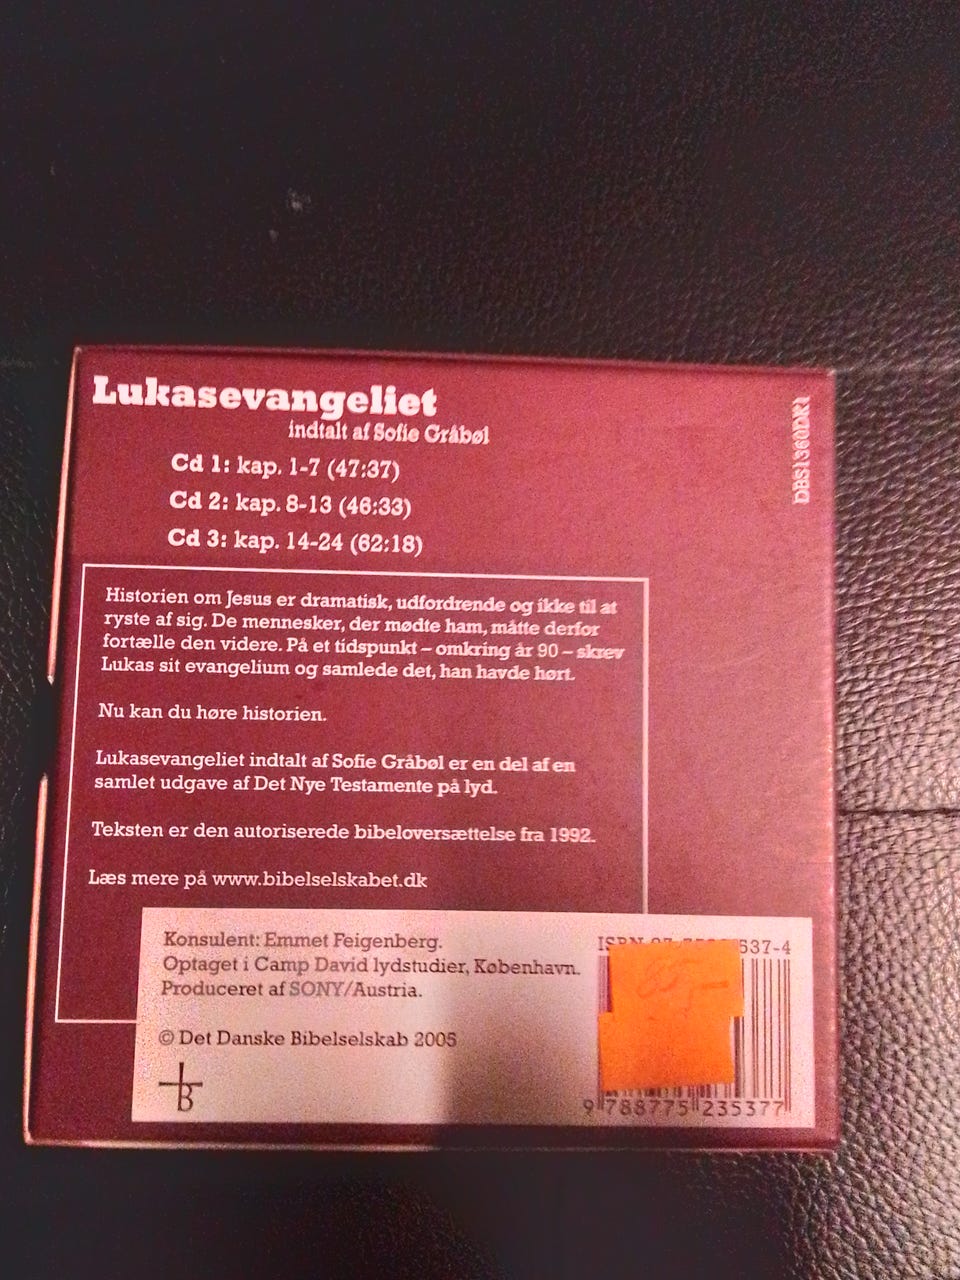 Lukasevangeliet
indtalt af Sofie Gråbøl
Cd 1: kap. 1-7 (47:37)
Cd 2: kap. 8-13 (46:33)
Cd 3: kap. 14-24 (62:18)
DBS1360DK1
Historien om Jesus er dramatisk, udfordrende og ikke til at
ryste af sig. De mennesker, der mødte ham, måtte derfor
fortælle den videre. På et tidspunkt – omkring år 90 – skrev
Lukas sit evangelium og samlede det, han havde hørt.
Nu kan du høre historien.
Lukasevangeliet indtalt af Sofie Gråbøl er en del af en
samlet udgave af Det Nye Testamente på lyd.
Teksten er den autoriserede bibeloversættelse fra 1992.
Læs mere på www.bibelselskabet.dk
Konsulent: Emmet Feigenberg.
Optaget i Camp David lydstudier, København.
Produceret af SONY/Austria.
© Det Danske Bibelselskab 2005
B
ISBN 537-4
85,-
9 788775 235377